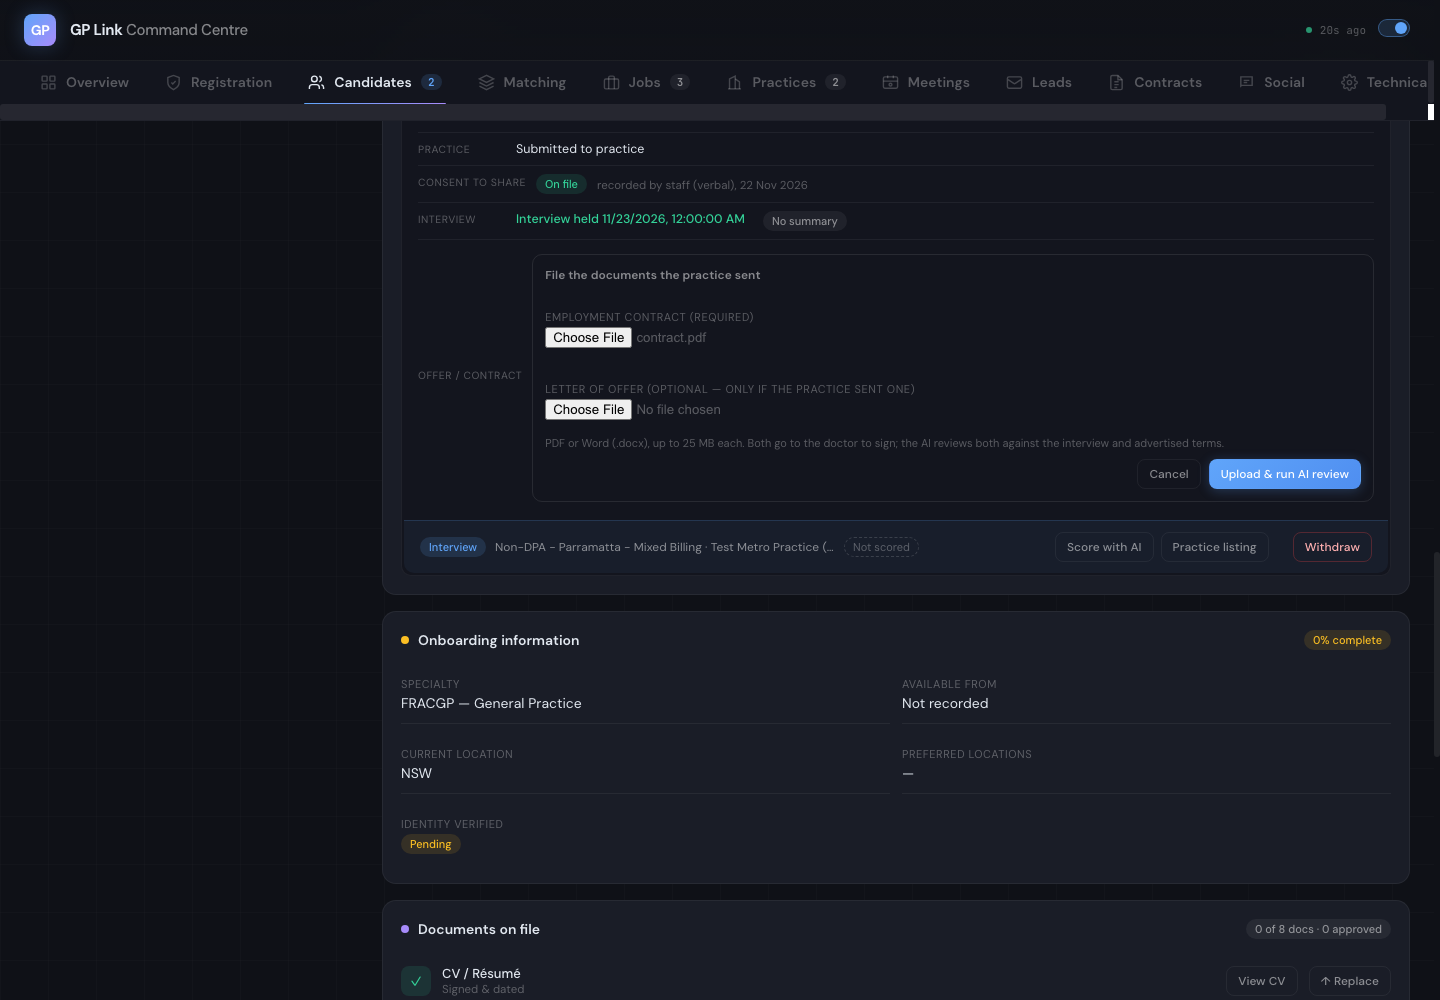 GP
GP Link Command Centre
20s ago
Overview
Registration
Candidates 2
Matching
Jobs 3
Practices 2
Meetings
Leads
Contracts
Social
Technica
PRACTICE
Submitted to practice
CONSENT TO SHARE
On file
recorded by staff (verbal), 22 Nov 2026
INTERVIEW
Interview held 11/23/2026, 12:00:00 AM
No summary
OFFER / CONTRACT
File the documents the practice sent
EMPLOYMENT CONTRACT (REQUIRED)
Choose File contract.pdf
LETTER OF OFFER (OPTIONAL — ONLY IF THE PRACTICE SENT ONE)
Choose File No file chosen
PDF or Word (.docx), up to 25 MB each. Both go to the doctor to sign; the AI reviews both against the interview and advertised terms.
Cancel
Upload & run AI review
Interview
Non-DPA - Parramatta - Mixed Billing · Test Metro Practice (...
Not scored
Score with AI
Practice listing
Withdraw
Onboarding information
0% complete
SPECIALTY
FRACGP — General Practice
AVAILABLE FROM
Not recorded
CURRENT LOCATION
NSW
PREFERRED LOCATIONS
—
IDENTITY VERIFIED
Pending
Documents on file
0 of 8 docs · 0 approved
CV / Résumé
Signed & dated
View CV
↑ Replace